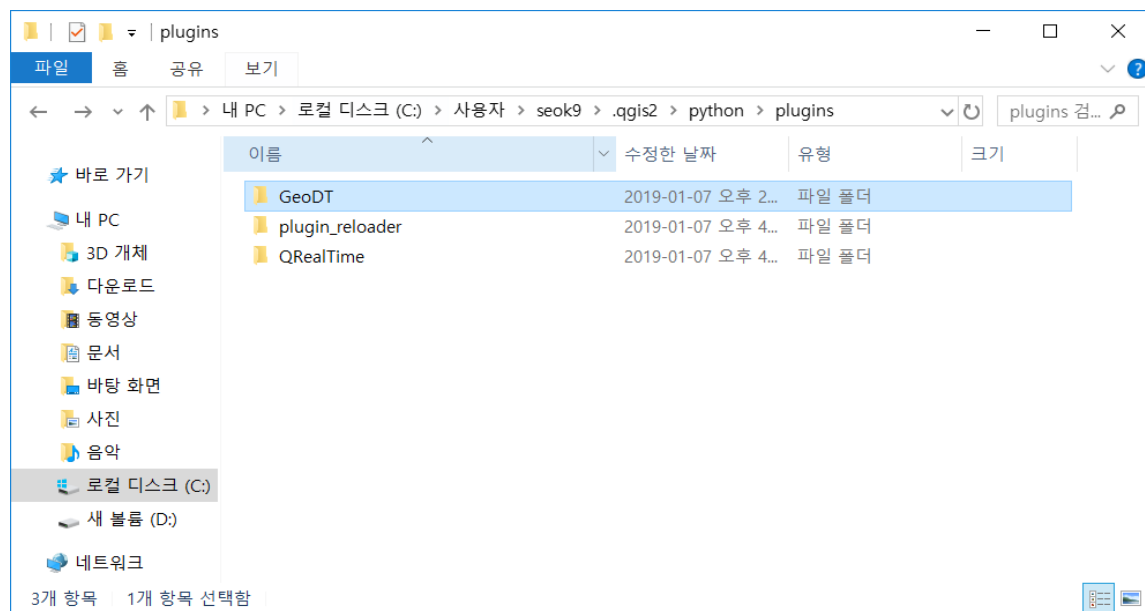 plugins
파일 홈 공유 보기
내 PC > 로컬 디스크 (C:) > 사용자 > seok9 > .qgis2 > python > plugins plugins 검...
이름 수정한 날짜 유형 크기
바로 가기
내 PC
3D 개체
다운로드
동영상
문서
바탕 화면
사진
음악
로컬 디스크 (C:)
새 볼륨 (D:)
네트워크
GeoDT 2019-01-07 오후 2... 파일 폴더
plugin_reloader 2019-01-07 오후 4... 파일 폴더
QRealTime 2019-01-07 오후 4... 파일 폴더
3개 항목 1개 항목 선택함